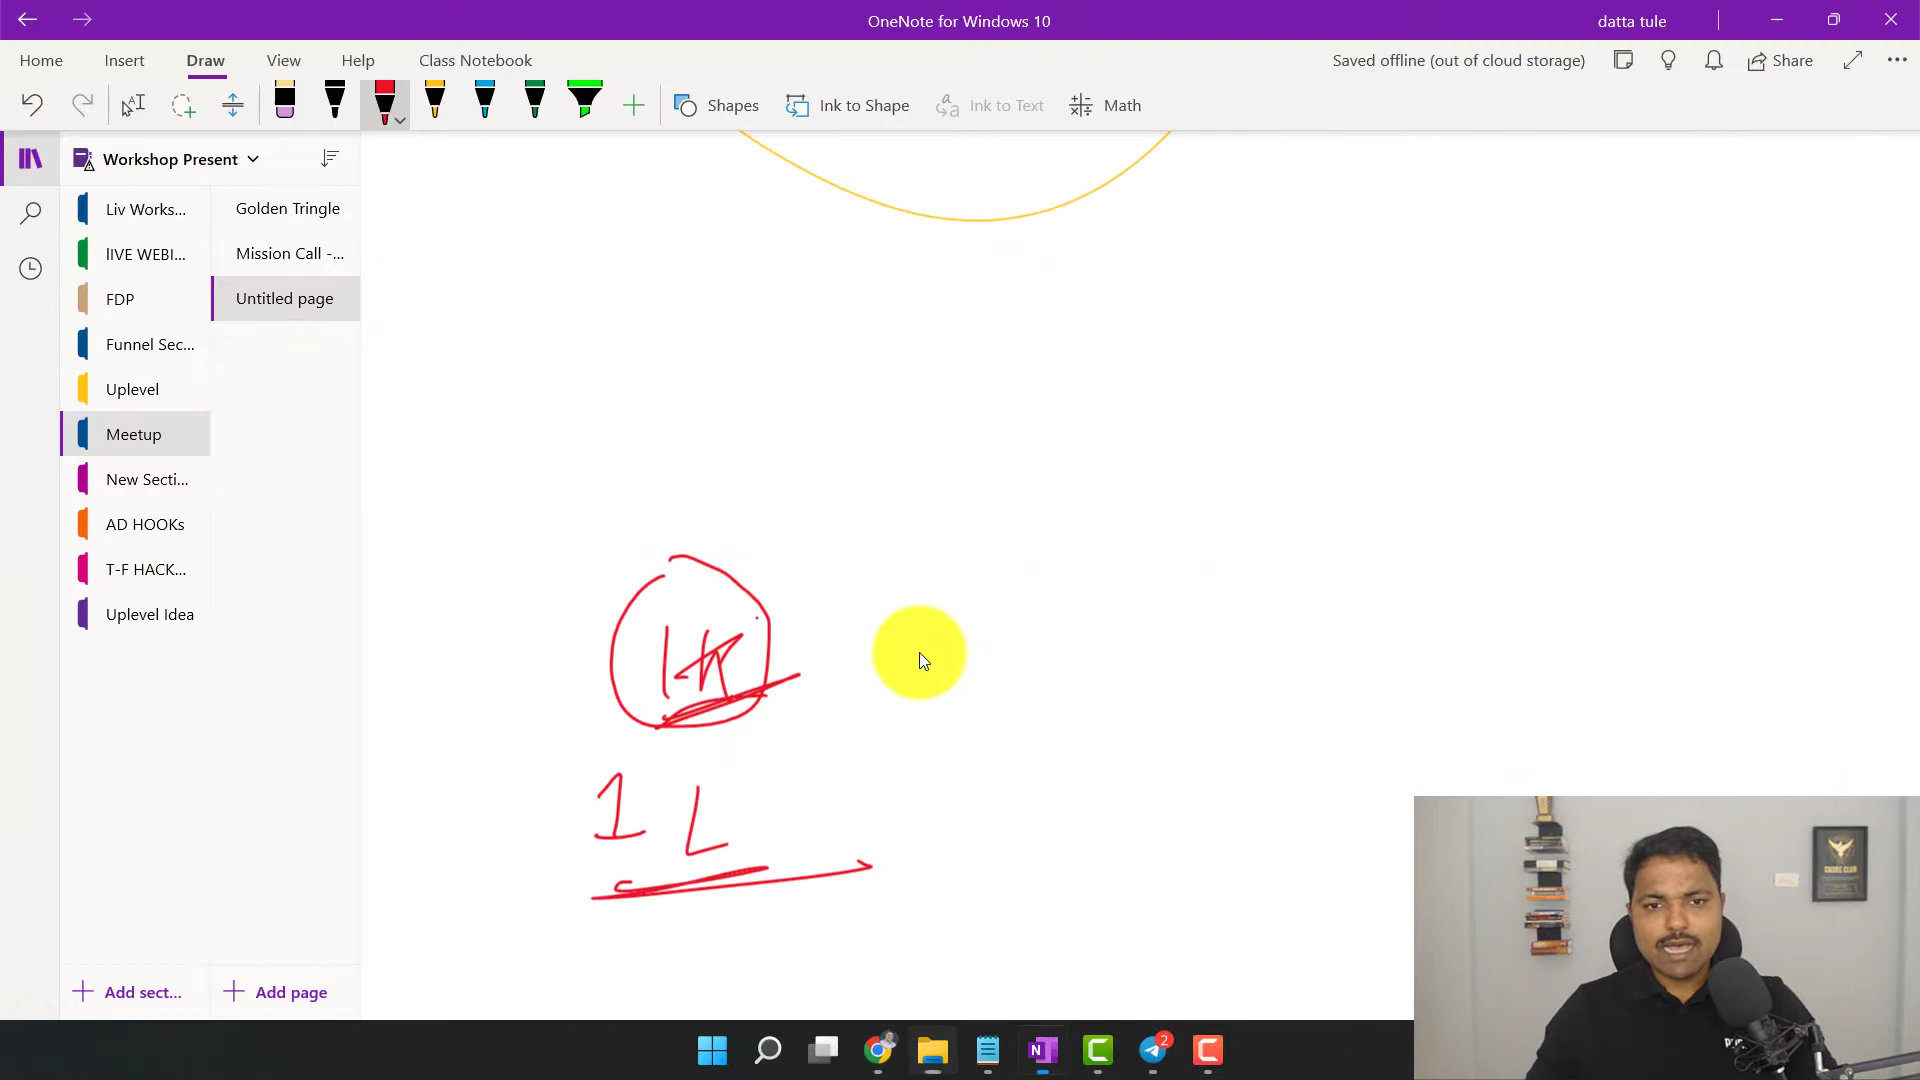 OneNote for Windows 10
datta tule
Home
Insert
Draw
View
Help
Class Notebook
Saved offline (out of cloud storage)
Share
Shapes
Ink to Shape
Ink to Text
Math
Workshop Present
Liv Works...
lIVE WEBI...
FDP
Funnel Sec...
Uplevel
Meetup
New Secti...
AD HOOKs
T-F HACK...
Uplevel Idea
Golden Tringle
Mission Call -...
Untitled page
1K
1 L
Add sect...
Add page
2